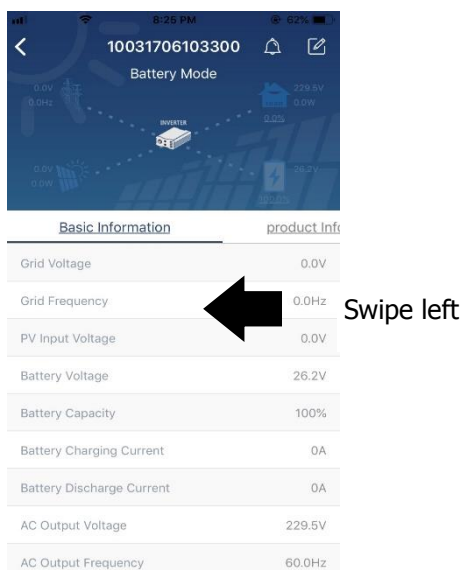 8:25 PM 62%
10031706103300
Battery Mode
0.0V
0.0Hz
229.5V
0.0W
0.0%
INVERTER
0.0V
0.0W
26.2V
100.0%
Basic Information product Info
Grid Voltage 0.0V
Grid Frequency 0.0Hz
Swipe left
PV Input Voltage 0.0V
Battery Voltage 26.2V
Battery Capacity 100%
Battery Charging Current 0A
Battery Discharge Current 0A
AC Output Voltage 229.5V
AC Output Frequency 60.0Hz